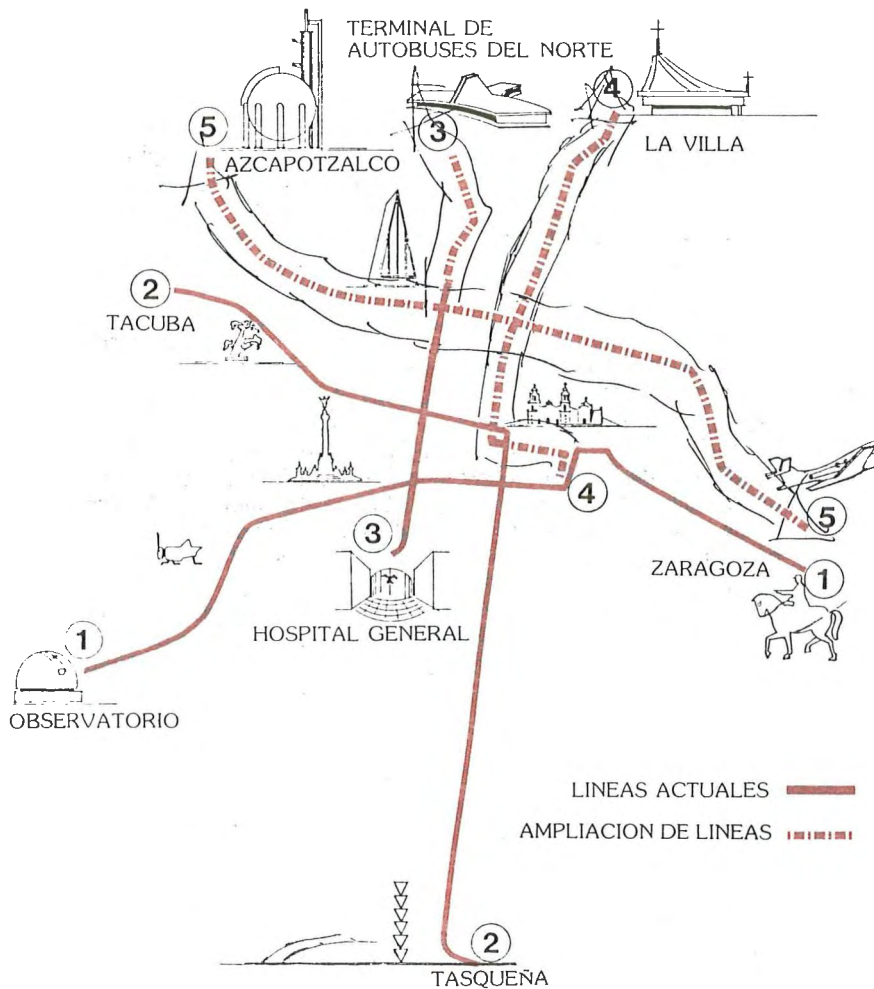 TERMINAL DE
AUTOBUSES DEL NORTE
4
3
LA VILLA
5
AZCAPOTZALCO
2
TACUBA
4
5
3
ZARAGOZA
1
HOSPITAL GENERAL
1
OBSERVATORIO
LINEAS ACTUALES
AMPLIACION DE LINEAS
2
TASQUEÑA